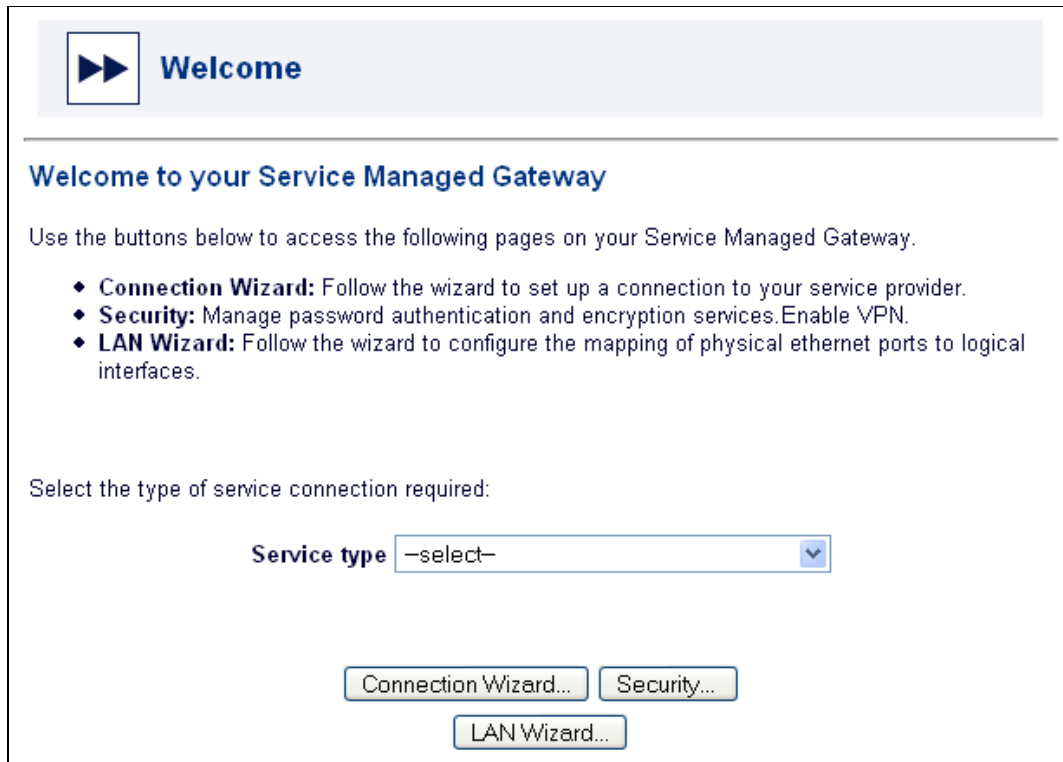 Welcome
Welcome to your Service Managed Gateway
Use the buttons below to access the following pages on your Service Managed Gateway.
◆ Connection Wizard: Follow the wizard to set up a connection to your service provider.
◆ Security: Manage password authentication and encryption services.Enable VPN.
◆ LAN Wizard: Follow the wizard to configure the mapping of physical ethernet ports to logical
interfaces.
Select the type of service connection required:
Service type –select–
Connection Wizard... Security...
LAN Wizard...